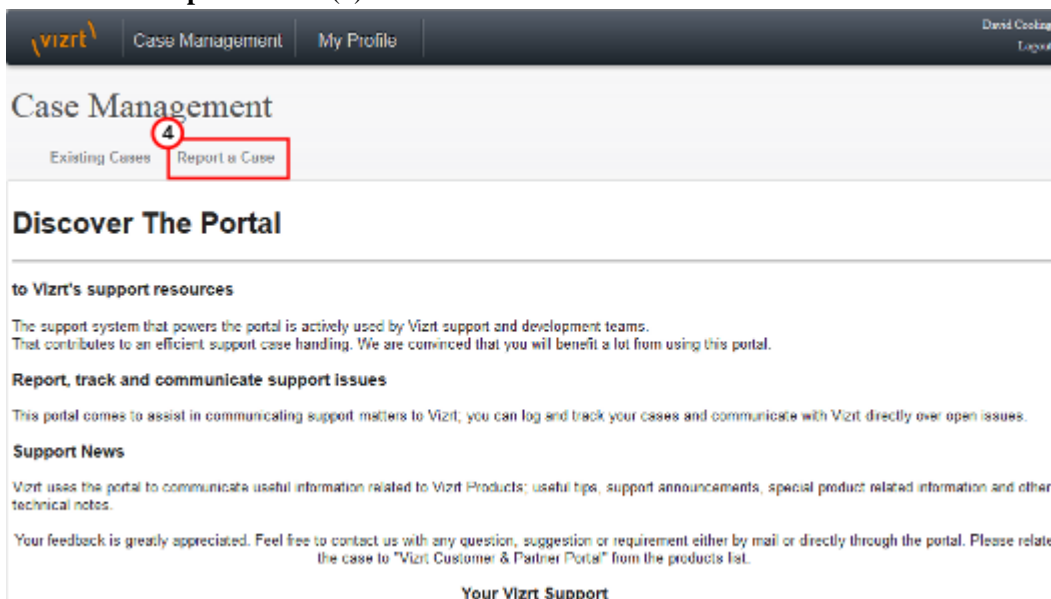 vizrt Case Management My Profile
David Cooling
Logout
Case Management
4
Existing Cases Report a Case
Discover The Portal
to Vizrt's support resources
The support system that powers the portal is actively used by Vizrt support and development teams.
That contributes to an efficient support case handling. We are convinced that you will benefit a lot from using this portal.
Report, track and communicate support issues
This portal comes to assist in communicating support matters to Vizrt; you can log and track your cases and communicate with Vizrt directly over open issues.
Support News
Vizrt uses the portal to communicate useful information related to Vizrt Products; useful tips, support announcements, special product related information and other
technical notes.
Your feedback is greatly appreciated. Feel free to contact us with any question, suggestion or requirement either by mail or directly through the portal. Please relate
the case to "Vizrt Customer & Partner Portal" from the products list.
Your Vizrt Support